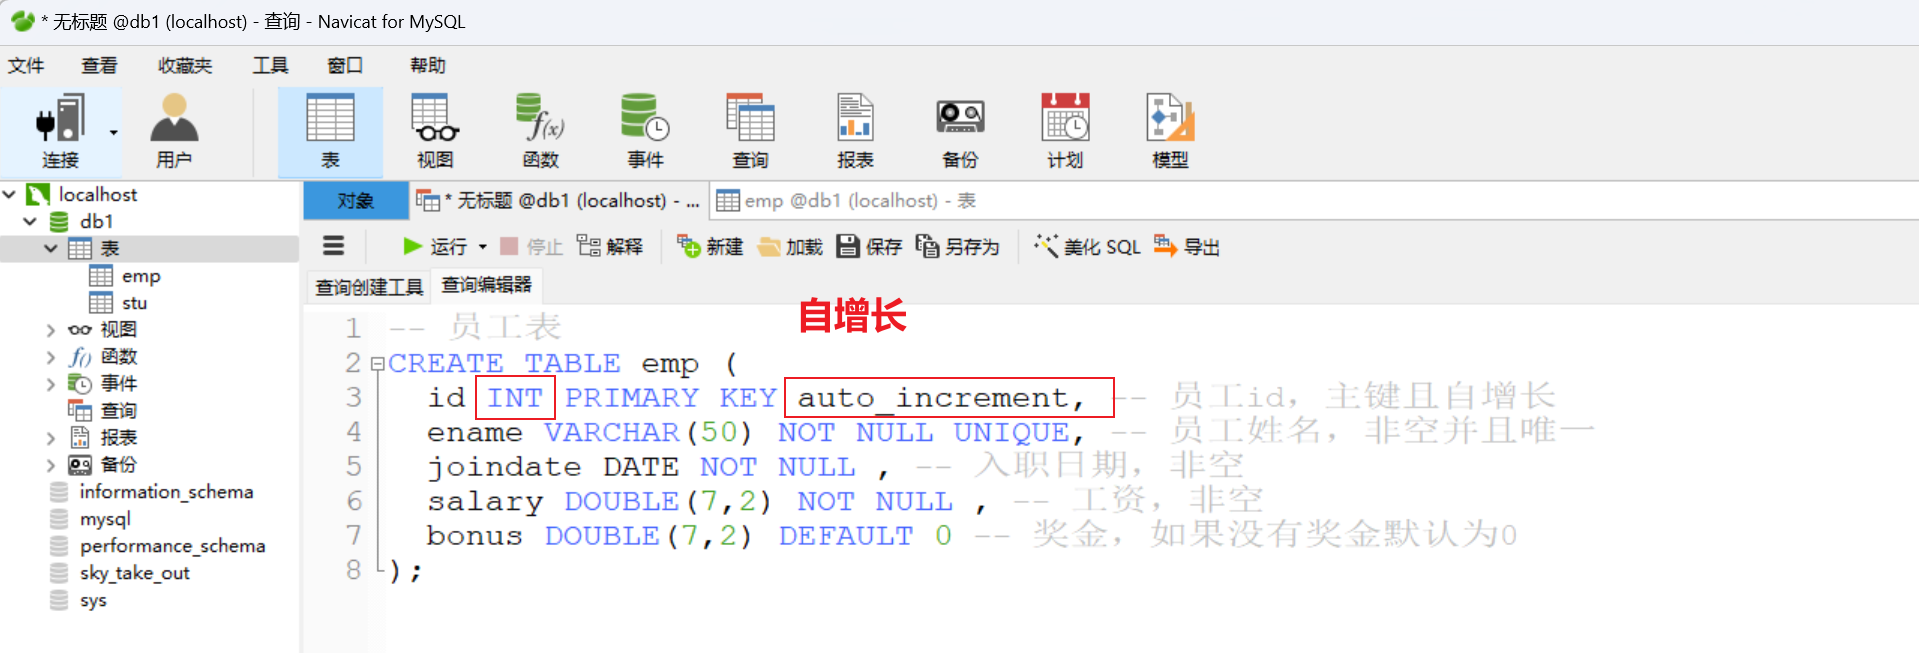 * 无标题 @db1 (localhost) - 查询 - Navicat for MySQL
文件 查看 收藏夹 工具 窗口 帮助
连接 用户 表 视图 函数 事件 查询 报表 备份 计划 模型
localhost
db1
表
emp
stu
视图
函数
事件
查询
报表
备份
information_schema
mysql
performance_schema
sky_take_out
sys
对象 * 无标题 @db1 (localhost) - ... emp @db1 (localhost) - 表
运行 停止 解释 新建 加载 保存 另存为 美化 SQL 导出
查询创建工具 查询编辑器
自增长
1 -- 员工表
2 CREATE TABLE emp (
3 id INT PRIMARY KEY auto_increment, -- 员工id，主键且自增长
4 ename VARCHAR(50) NOT NULL UNIQUE, -- 员工姓名，非空并且唯一
5 joindate DATE NOT NULL , -- 入职日期，非空
6 salary DOUBLE(7,2) NOT NULL , -- 工资，非空
7 bonus DOUBLE(7,2) DEFAULT 0 -- 奖金，如果没有奖金默认为0
8 );